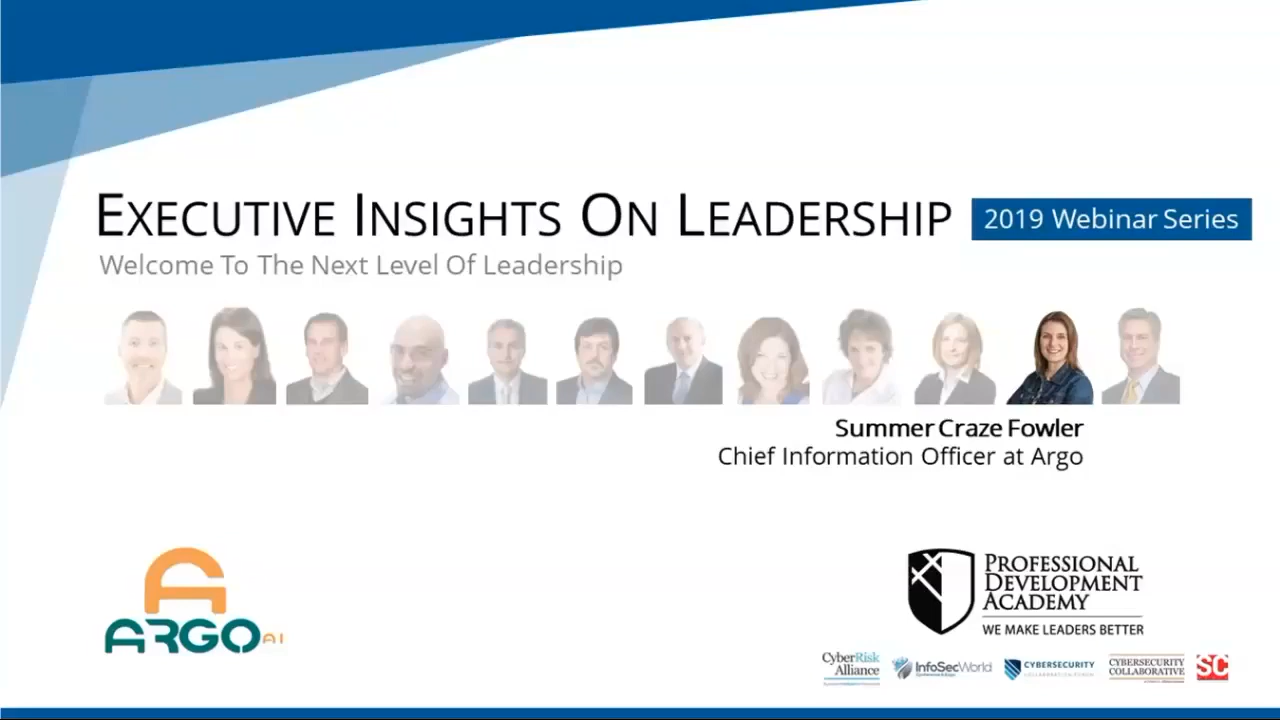 EXECUTIVE INSIGHTS ON LEADERSHIP
2019 Webinar Series
Welcome To The Next Level Of Leadership
Summer Craze Fowler
Chief Information Officer at Argo
ARGO AI
PROFESSIONAL
DEVELOPMENT
ACADEMY
WE MAKE LEADERS BETTER
CyberRisk
Alliance
InfoSecWorld
CYBERSECURITY
CYBERSECURITY
COLLABORATIVE
SC